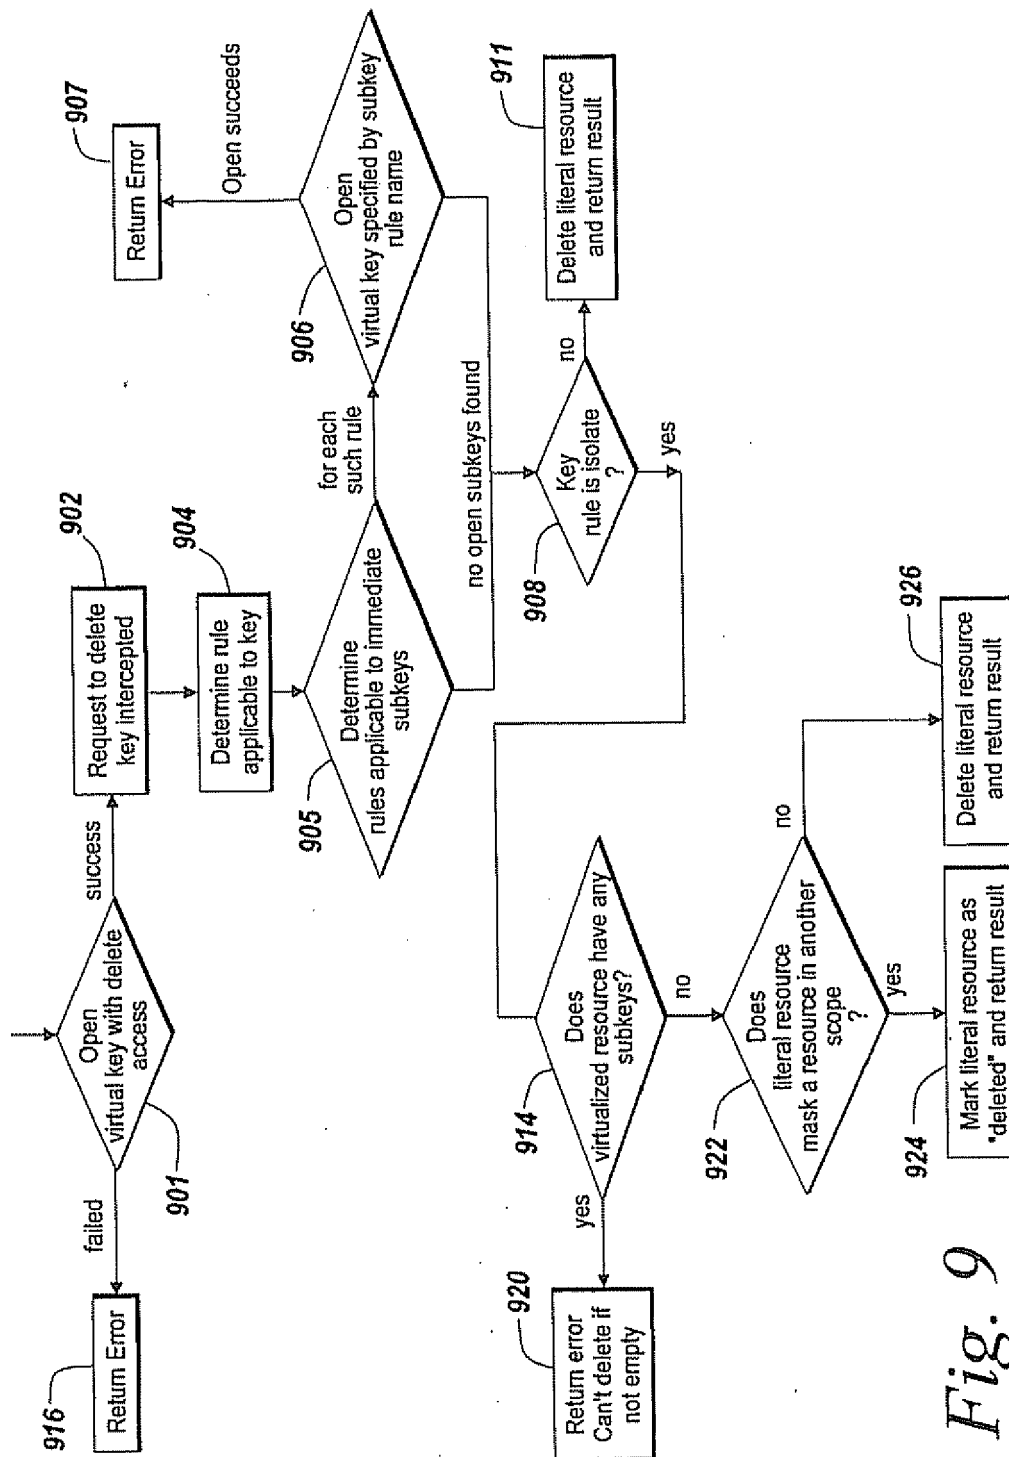 916
Return Error
failed
Open
virtual key with delete
access
901
success
902
Request to delete
key intercepted
904
Determine rule
applicable to key
905
Determine
rules applicable to immediate
subkeys
for each
such rule
906
Open
virtual key specified by subkey
rule name
Open succeeds
907
Return Error
no open subkeys found
908
Key
rule is isolate
?
no
911
Delete literal resource
and return result
yes
914
Does
virtualized resource have any
subkeys?
yes
920
Return error
Can't delete if
not empty
no
922
Does
literal resource
mask a resource in another
scope
?
no
926
Delete literal resource
and return result
yes
924
Mark literal resource as
"deleted" and return result
Fig. 9